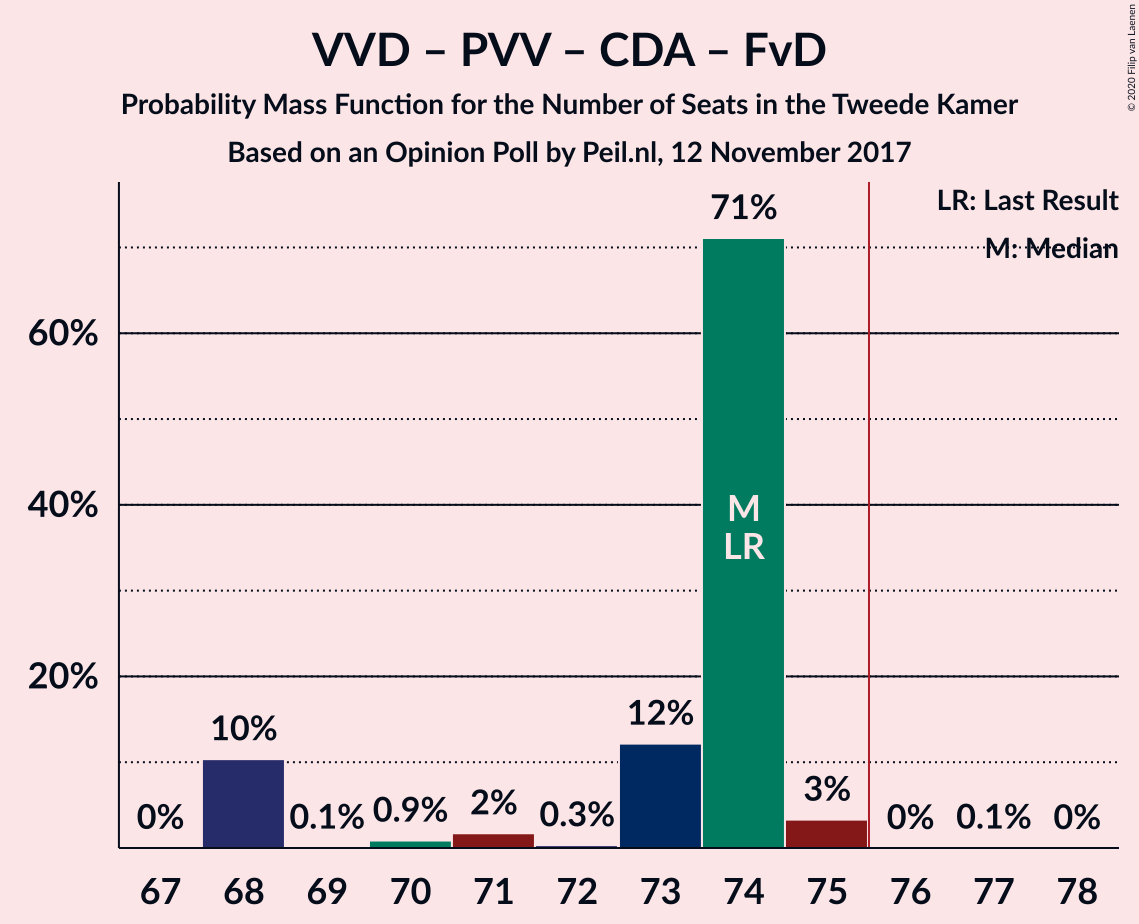 VVD – PVV – CDA – FvD
Probability Mass Function for the Number of Seats in the Tweede Kamer
Based on an Opinion Poll by Peil.nl, 12 November 2017
© 2020 Filip van Laenen
LR: Last Result
M: Median
60%
40%
20%
0%
10%
0.1%
0.9%
2%
0.3%
12%
71%
3%
0%
0.1%
0%
M
LR
67 68 69 70 71 72 73 74 75 76 77 78